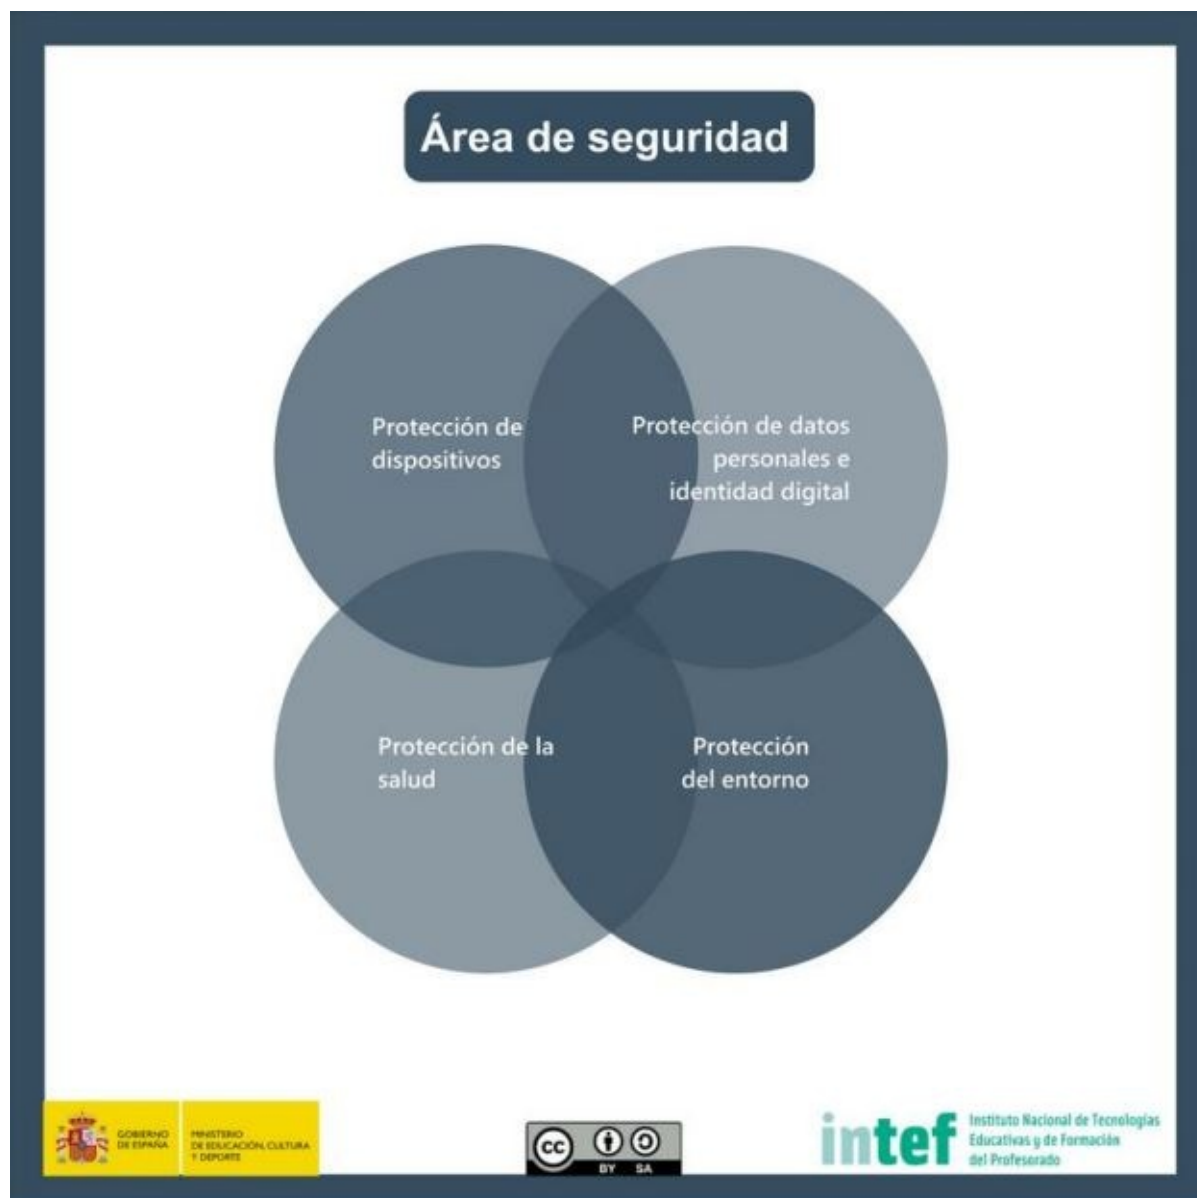 Área de seguridad
Protección de
dispositivos
Protección de datos
personales e
identidad digital
Protección de la
salud
Protección
del entorno
GOBIERNO
DE ESPAÑA
MINISTERIO
DE EDUCACIÓN, CULTURA
Y DEPORTE
cc
BY SA
intef
Instituto Nacional de Tecnologías
Educativas y de Formación
del Profesorado